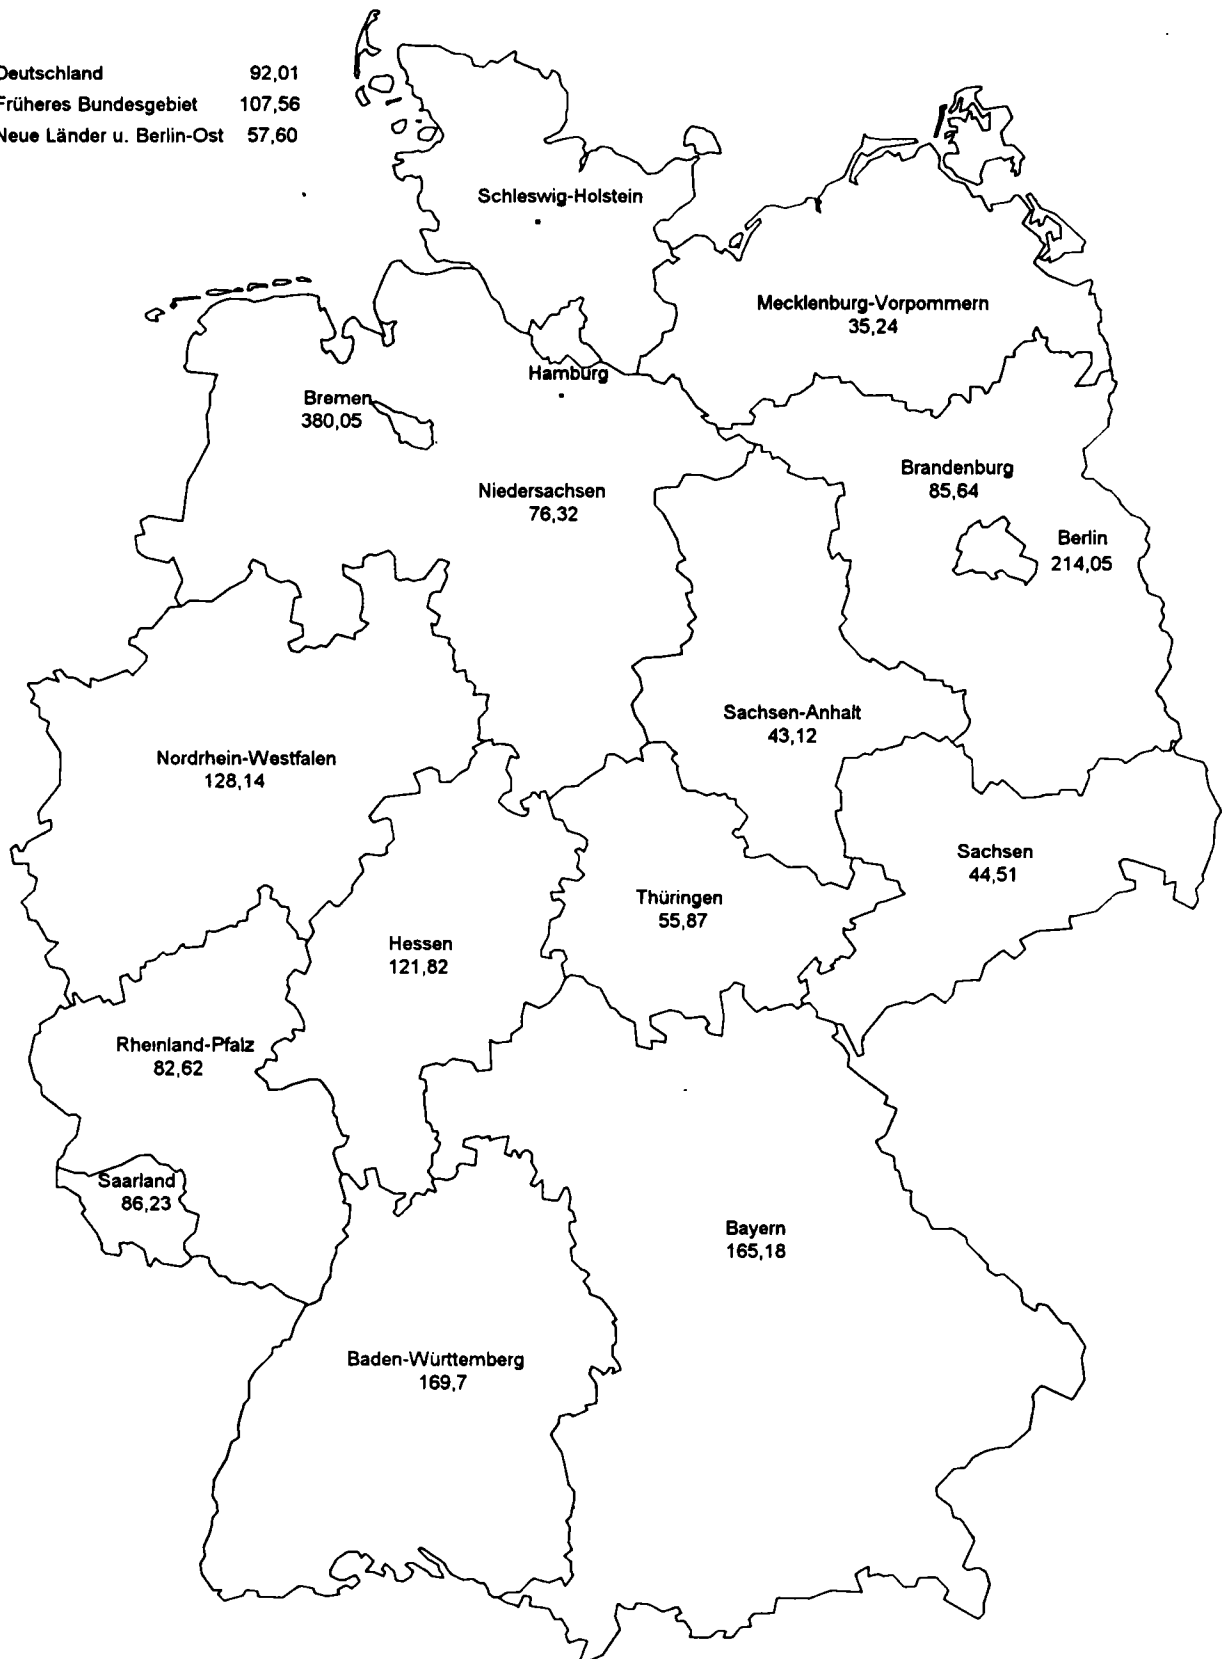 Deutschland 92,01
Früheres Bundesgebiet 107,56
Neue Länder u. Berlin-Ost 57,60
Schleswig-Holstein
•
Mecklenburg-Vorpommern
35,24
Hamburg
•
Bremen
380,05
Brandenburg
85,64
Niedersachsen
76,32
Berlin
214,05
Sachsen-Anhalt
43,12
Nordrhein-Westfalen
128,14
Sachsen
44,51
Thüringen
55,87
Hessen
121,82
Rheinland-Pfalz
82,62
Saarland
86,23
Bayern
165,18
Baden-Württemberg
169,7